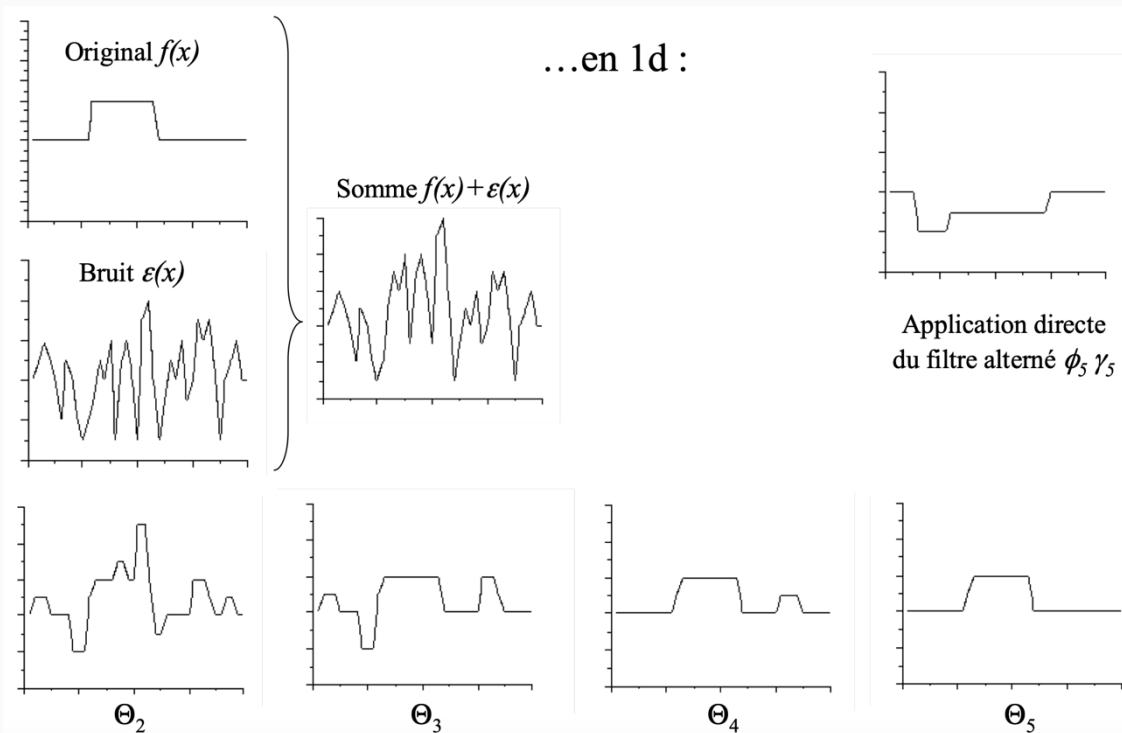 Original f(x)
…en 1d :
Somme f(x)+ε(x)
Bruit ε(x)
Application directe
du filtre alterné ϕ₅ γ₅
Θ₂
Θ₃
Θ₄
Θ₅